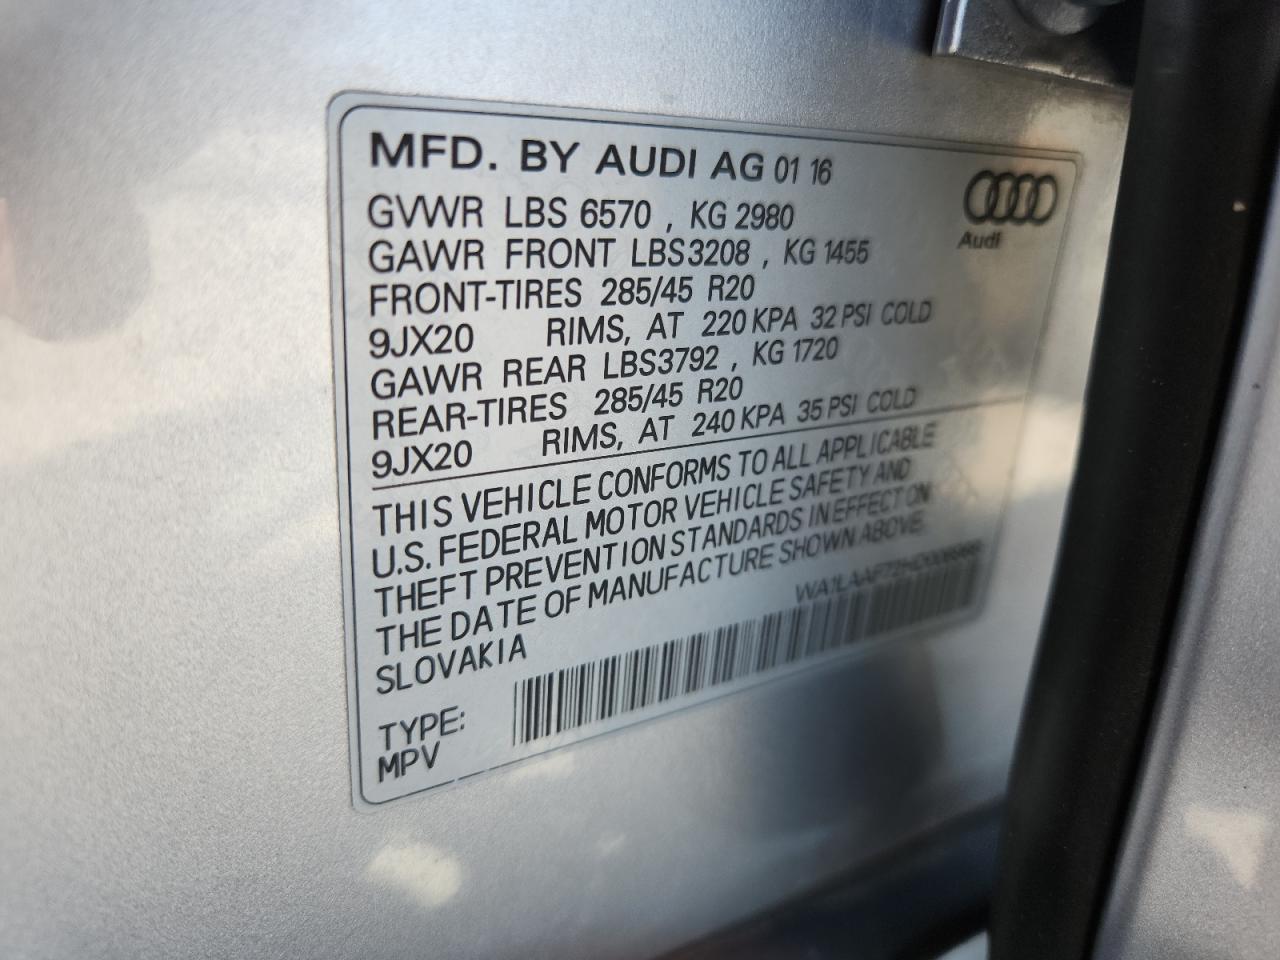 MFD. BY AUDI AG 01 16
GVWR LBS 6570 , KG 2980
GAWR FRONT LBS3208 , KG 1455
FRONT-TIRES 285/45 R20
9JX20 RIMS, AT 220 KPA 32 PSI COLD
GAWR REAR LBS3792 , KG 1720
REAR-TIRES 285/45 R20
9JX20 RIMS, AT 240 KPA 35 PSI COLD
Audi
THIS VEHICLE CONFORMS TO ALL APPLICABLE
U.S. FEDERAL MOTOR VEHICLE SAFETY AND
THEFT PREVENTION STANDARDS IN EFFECT ON
THE DATE OF MANUFACTURE SHOWN ABOVE.
SLOVAKIA
TYPE:
MPV